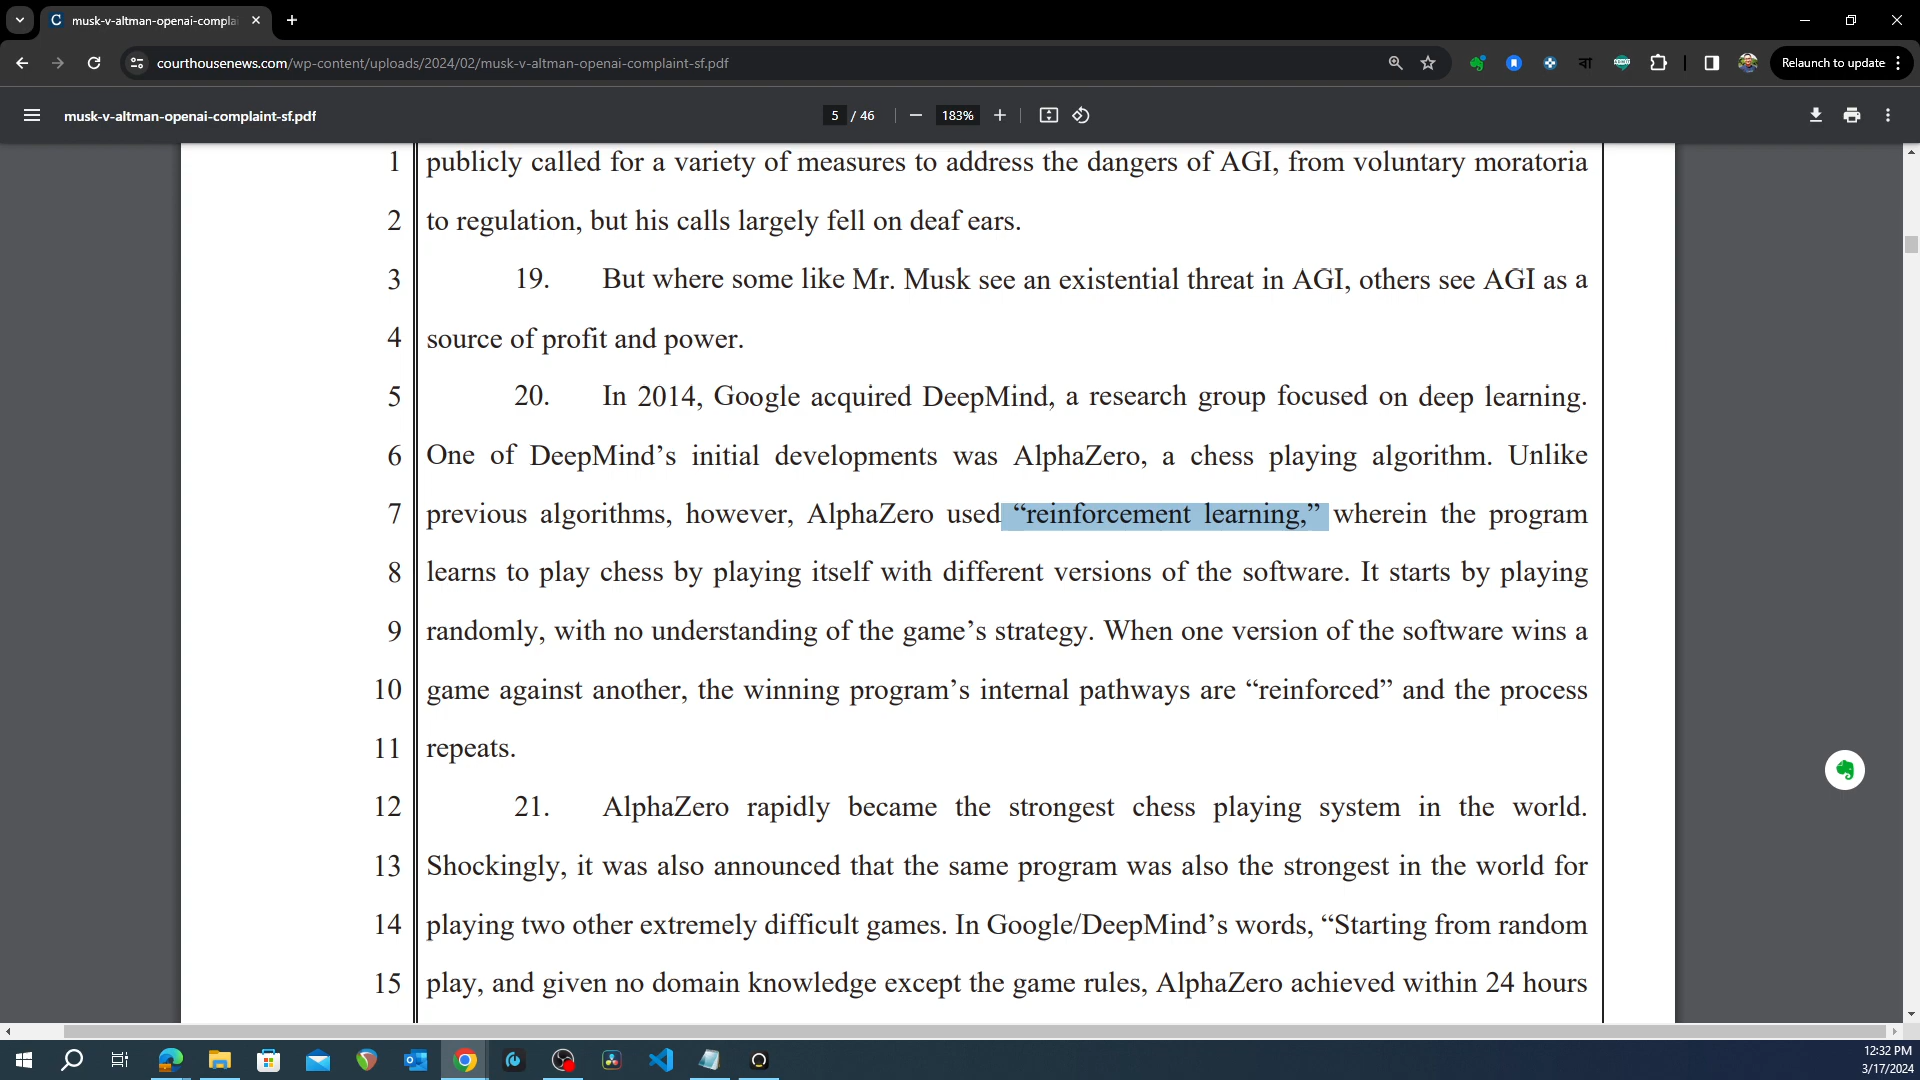 musk-v-altman-openai-compla
courthousenews.com/wp-content/uploads/2024/02/musk-v-altman-openai-complaint-sf.pdf
Relaunch to update
musk-v-altman-openai-complaint-sf.pdf
5 / 46
183%
1 publicly called for a variety of measures to address the dangers of AGI, from voluntary moratoria
2 to regulation, but his calls largely fell on deaf ears.
3 19. But where some like Mr. Musk see an existential threat in AGI, others see AGI as a
4 source of profit and power.
5 20. In 2014, Google acquired DeepMind, a research group focused on deep learning.
6 One of DeepMind’s initial developments was AlphaZero, a chess playing algorithm. Unlike
7 previous algorithms, however, AlphaZero used “reinforcement learning,” wherein the program
8 learns to play chess by playing itself with different versions of the software. It starts by playing
9 randomly, with no understanding of the game’s strategy. When one version of the software wins a
10 game against another, the winning program’s internal pathways are “reinforced” and the process
11 repeats.
12 21. AlphaZero rapidly became the strongest chess playing system in the world.
13 Shockingly, it was also announced that the same program was also the strongest in the world for
14 playing two other extremely difficult games. In Google/DeepMind’s words, “Starting from random
15 play, and given no domain knowledge except the game rules, AlphaZero achieved within 24 hours
12:32 PM
3/17/2024